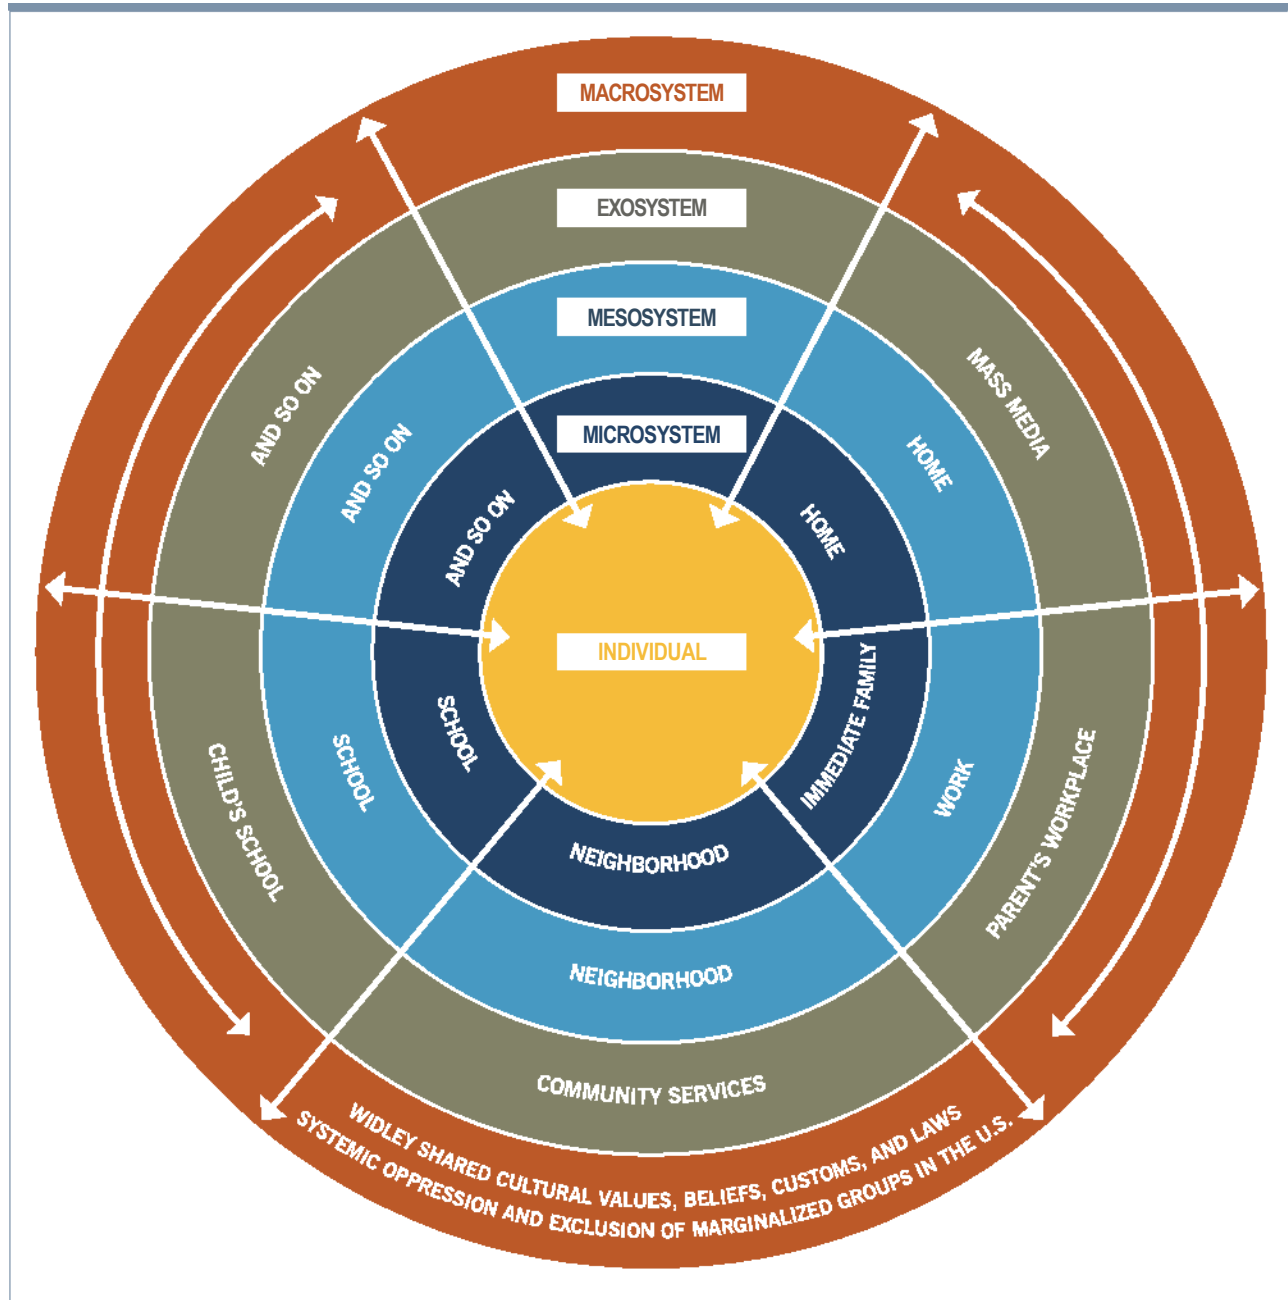 MACROSYSTEM
EXOSYSTEM
MESOSYSTEM
MICROSYSTEM
INDIVIDUAL
AND SO ON
AND SO ON
AND SO ON
MASS MEDIA
HOME
HOME
CHILD'S SCHOOL
SCHOOL
SCHOOL
IMMEDIATE FAMILY
WORK
PARENT'S WORKPLACE
NEIGHBORHOOD
NEIGHBORHOOD
COMMUNITY SERVICES
WIDLEY SHARED CULTURAL VALUES, BELIEFS, CUSTOMS, AND LAWS
SYSTEMIC OPPRESSION AND EXCLUSION OF MARGINALIZED GROUPS IN THE U.S.